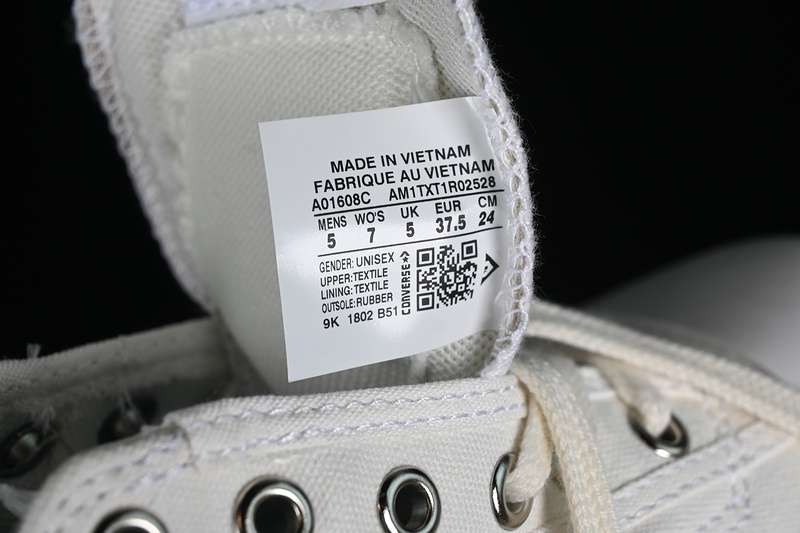 MADE IN VIETNAM
FABRIQUE AU VIETNAM
A01608C AM1TXT1R02528
MENS WO'S UK EUR CM
5 7 5 37.5 24
GENDER: UNISEX
UPPER: TEXTILE
LINING: TEXTILE
OUTSOLE: RUBBER
9K 1802 B51
CONVERSE